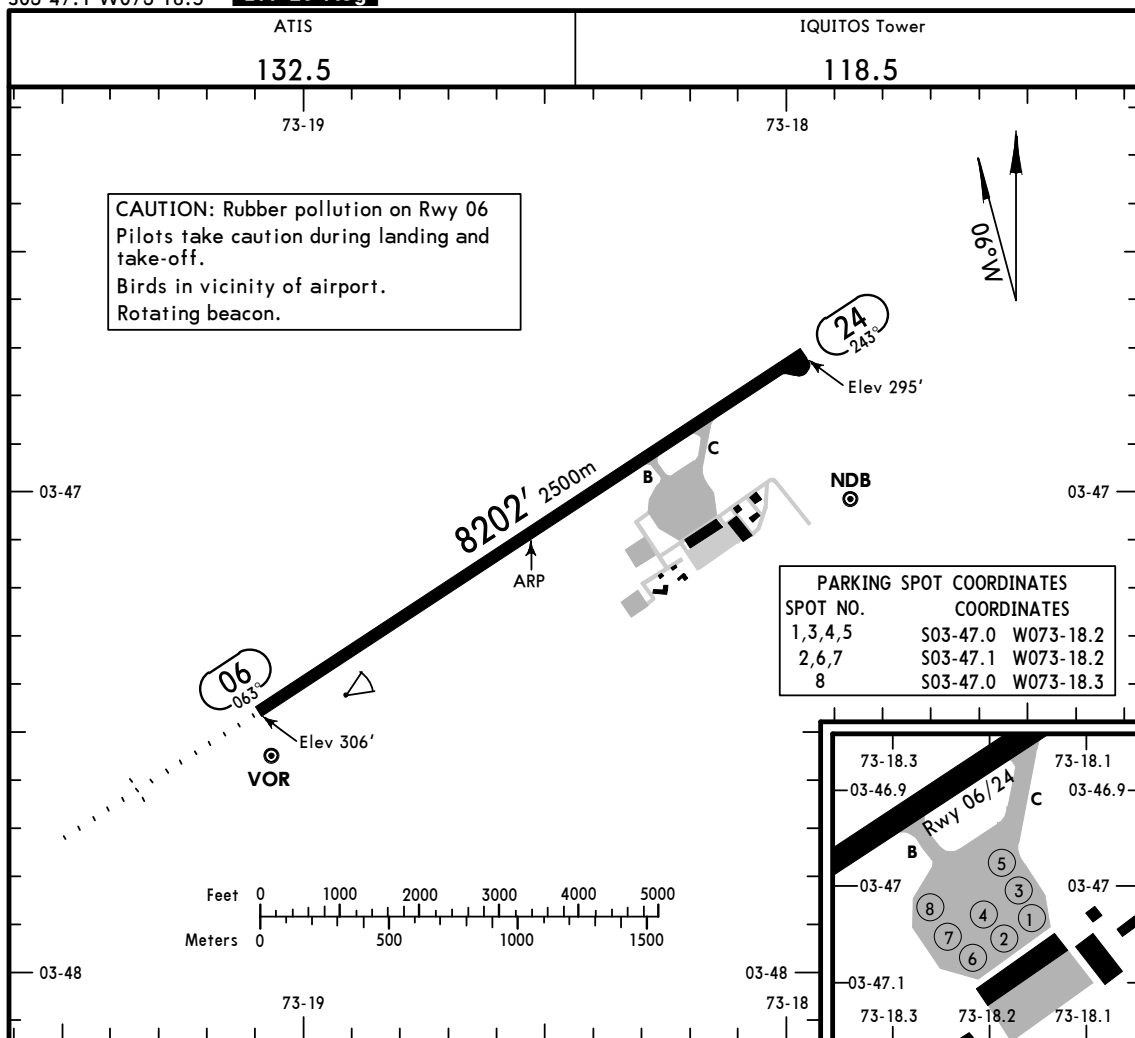 S03 47.1 W073 18.5
ATIS
132.5
IQUITOS Tower
118.5
73-19
73-18
CAUTION: Rubber pollution on Rwy 06
Pilots take caution during landing and
take-off.
Birds in vicinity of airport.
Rotating beacon.
06°W
24
243°
Elev 295'
C
B
NDB
03-47
03-47
8202' 2500m
ARP
PARKING SPOT COORDINATES
SPOT NO. COORDINATES
1,3,4,5 S03-47.0 W073-18.2
2,6,7 S03-47.1 W073-18.2
8 S03-47.0 W073-18.3
06
063°
Elev 306'
VOR
73-18.3
73-18.1
03-46.9
03-46.9
Rwy 06/24
C
B
5
03-47
03-47
3
8
4
1
7
2
6
03-47.1
73-18.3
73-18.2
73-18.1
Feet 0 1000 2000 3000 4000 5000
Meters 0 500 1000 1500
03-48
03-48
73-19
73-18